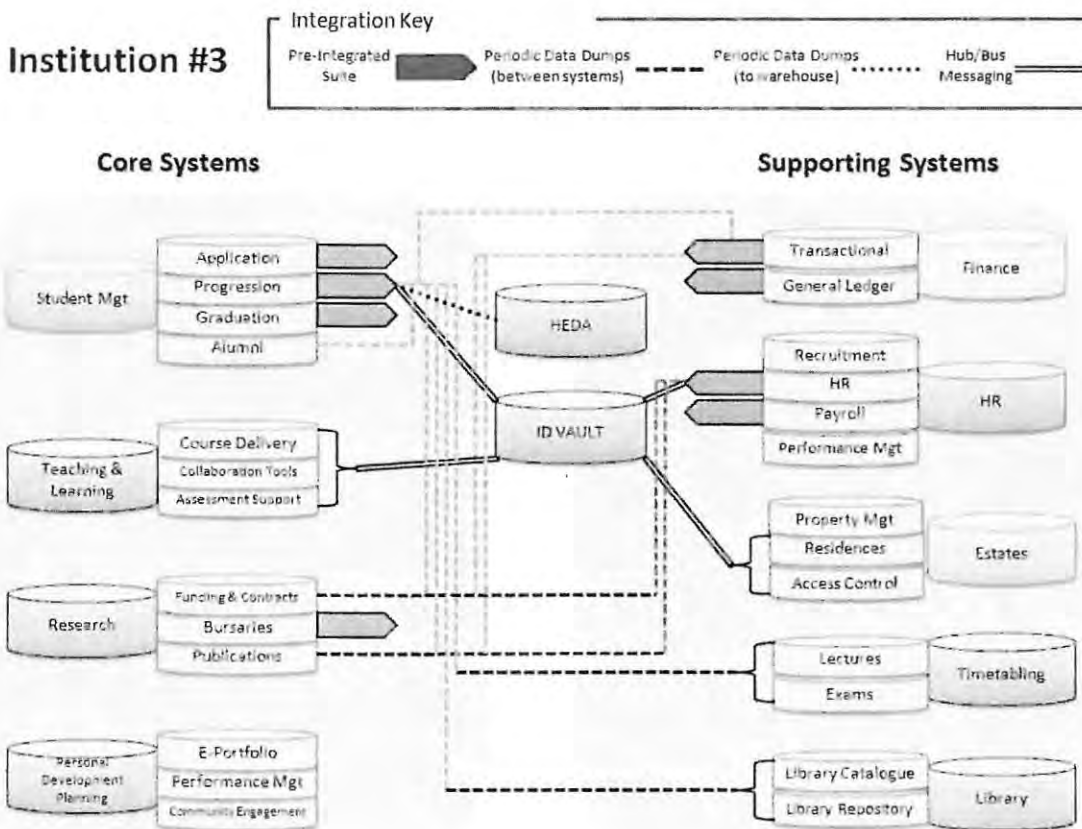 Institution #3
Integration Key
Pre-Integrated
Suite
Periodic Data Dumps
(between systems)
Periodic Data Dumps
(to warehouse)
Hub/Bus
Messaging
Core Systems
Supporting Systems
Student Mgt
Application
Progression
Graduation
Alumni
HEDA
ID VAULT
Transactional
General Ledger
Finance
Recruitment
HR
Payroll
Performance Mgt
HR
Teaching &
Learning
Course Delivery
Collaboration Tools
Assessment Support
Property Mgt
Residences
Access Control
Estates
Research
Funding & Contracts
Bursaries
Publications
Lectures
Exams
Timetabling
Personal
Development
Planning
E-Portfolio
Performance Mgt
Community Engagement
Library Catalogue
Library Repository
Library